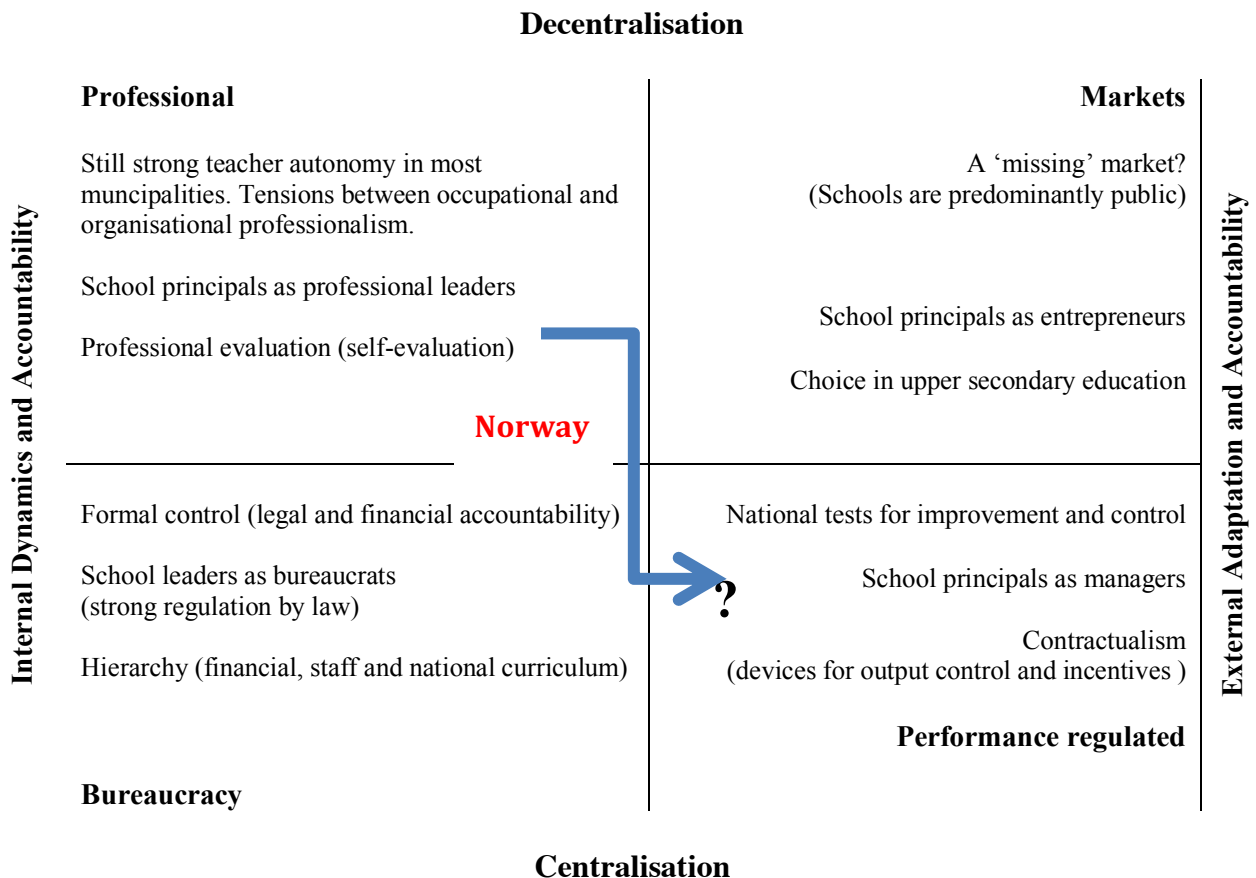 Decentralisation
Internal Dynamics and Accountability
Professional
Still strong teacher autonomy in most
muncipalities. Tensions between occupational and
organisational professionalism.
School principals as professional leaders
Professional evaluation (self-evaluation)
Markets
A ‘missing’ market?
(Schools are predominantly public)
School principals as entrepreneurs
Choice in upper secondary education
Norway
Formal control (legal and financial accountability)
School leaders as bureaucrats
(strong regulation by law)
Hierarchy (financial, staff and national curriculum)
Bureaucracy
National tests for improvement and control
School principals as managers
?
Contractualism
(devices for output control and incentives )
Performance regulated
External Adaptation and Accountability
Centralisation